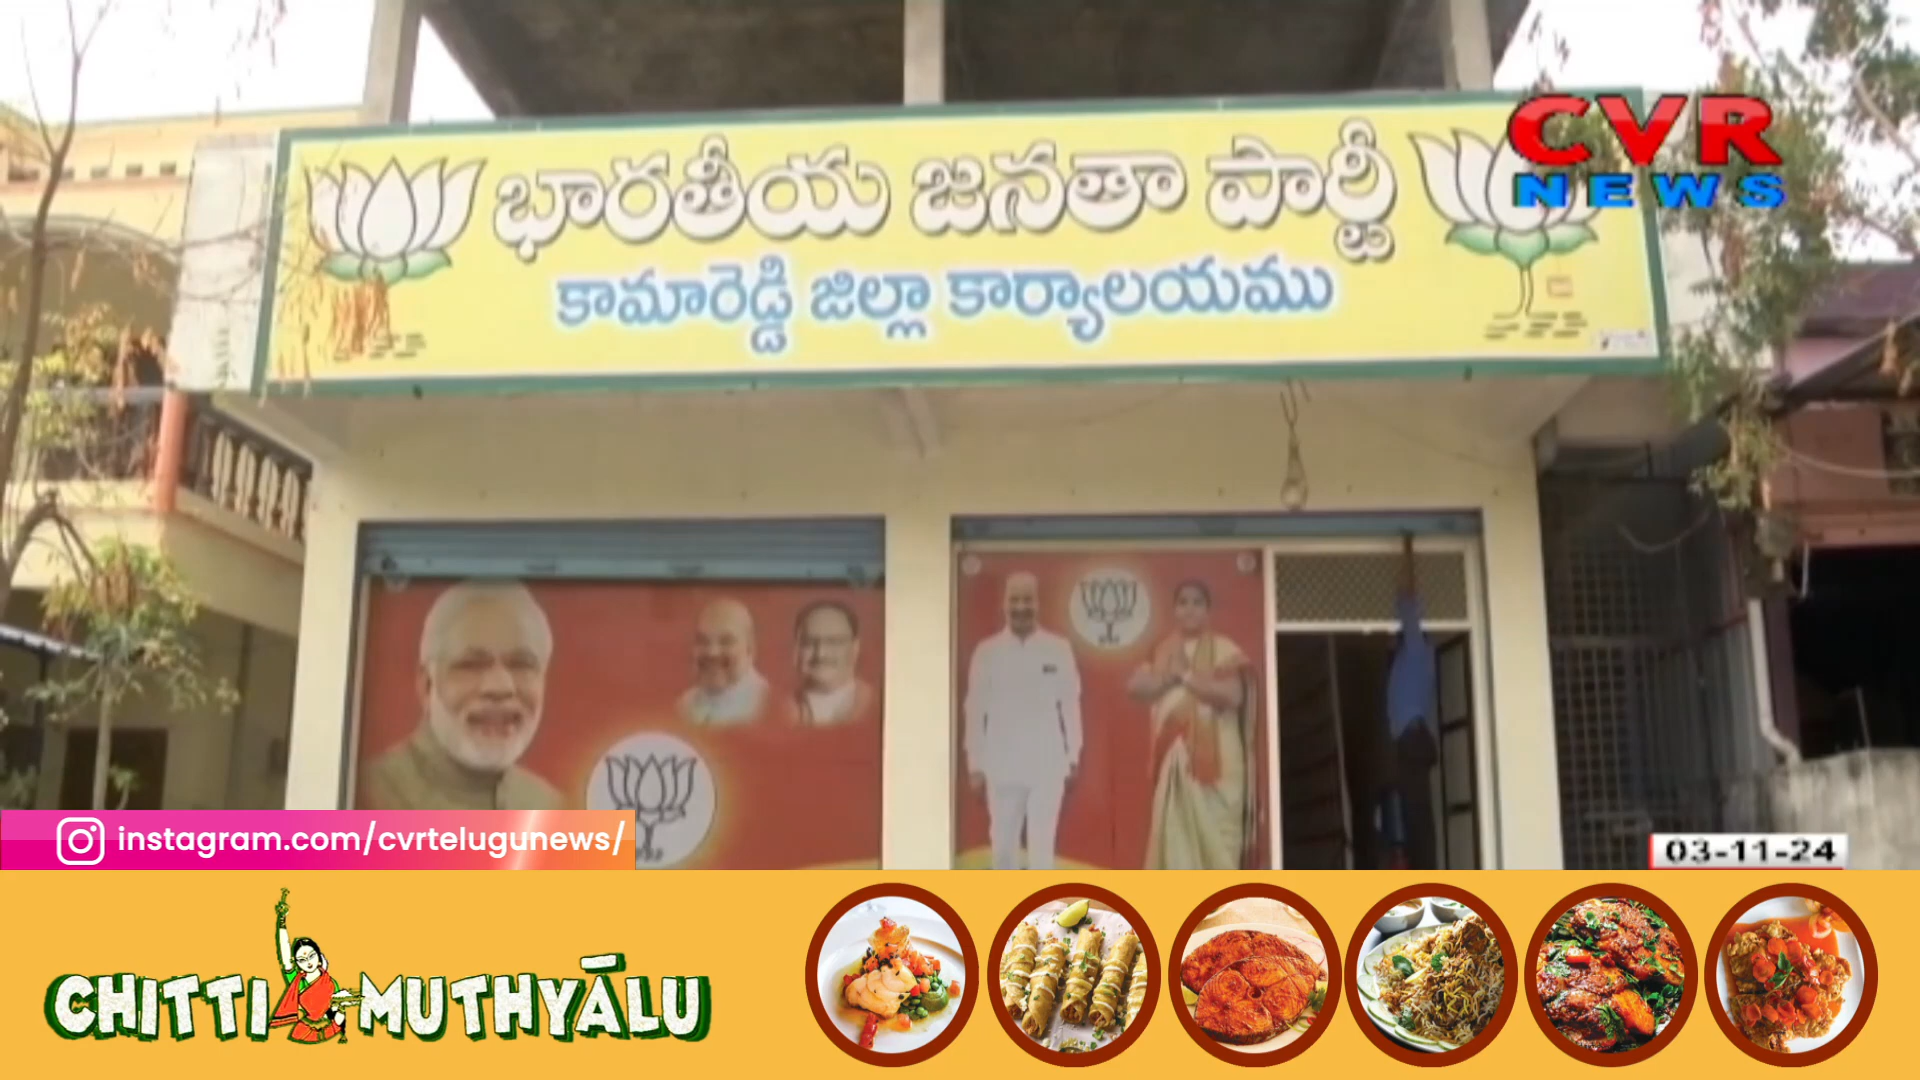 CVR
NEWS
భారతీయ జనతా పార్టీ
కామారెడ్డి జిల్లా కార్యాలయము
instagram.com/cvrtelugunews/
03-11-24
CHITTI MUTHYĀLU